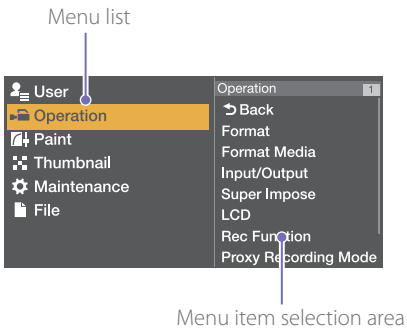 Menu list
User
Operation
Paint
Thumbnail
Maintenance
File
Operation 1
Back
Format
Format Media
Input/Output
Super Impose
LCD
Rec Function
Proxy Recording Mode
Menu item selection area